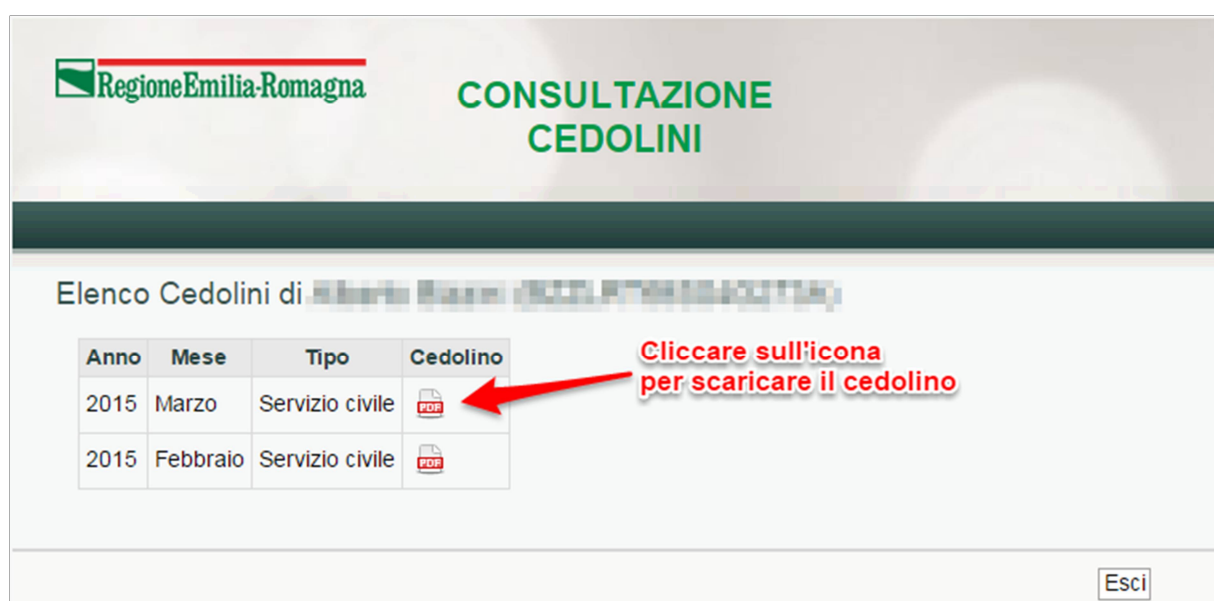 RegioneEmilia-Romagna
CONSULTAZIONE
CEDOLINI
Elenco Cedolini di
Anno Mese Tipo Cedolino
2015 Marzo Servizio civile PDF
2015 Febbraio Servizio civile PDF
Cliccare sull'icona
per scaricare il cedolino
Esci